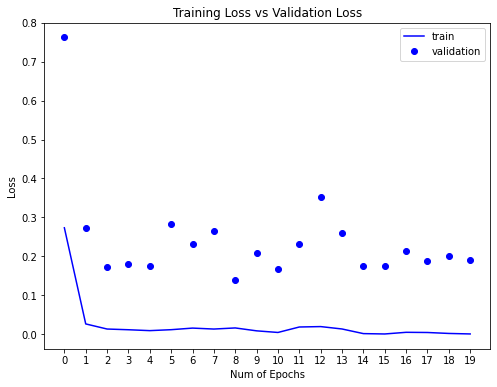 Training Loss vs Validation Loss
train
validation
Loss
0.8
0.7
0.6
0.5
0.4
0.3
0.2
0.1
0.0
0 1 2 3 4 5 6 7 8 9 10 11 12 13 14 15 16 17 18 19
Num of Epochs